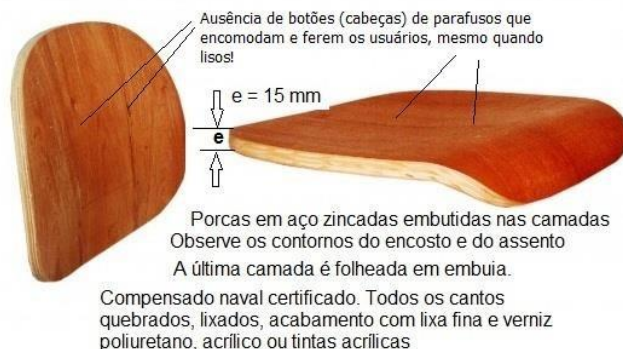 Ausência de botões (cabeças) de parafusos que
encomodam e ferem os usuários, mesmo quando
lisos!
e = 15 mm
e
Porcas em aço zincadas embutidas nas camadas
Observe os contornos do encosto e do assento
A última camada é folheada em embuia.
Compensado naval certificado. Todos os cantos
quebrados, lixados, acabamento com lixa fina e verniz
poliuretano, acrílico ou tintas acrílicas